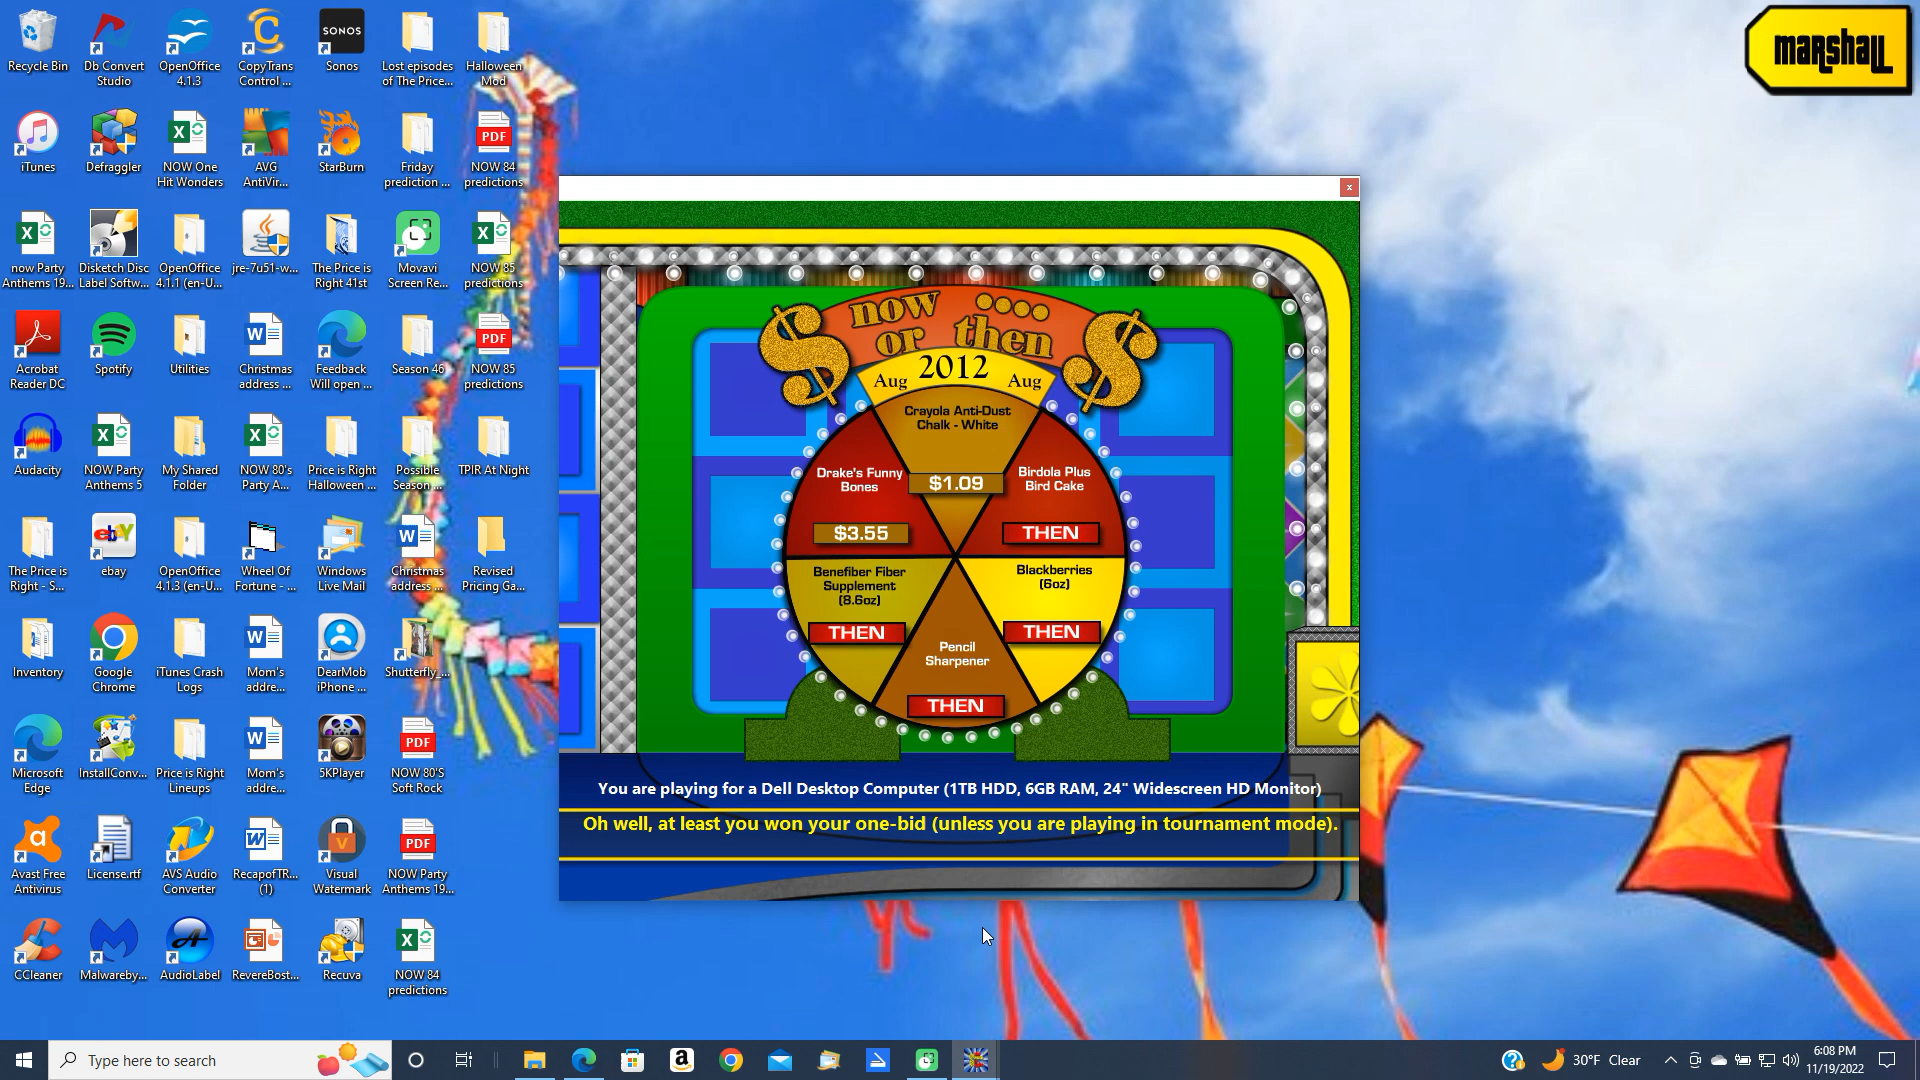 Recycle Bin
Db Convert
Studio
OpenOffice
4.1.3
CopyTrans
Control ...
SONOS
Sonos
Lost episodes
of The Price...
Halloween
Mod
marshall
iTunes
Defraggler
NOW One
Hit Wonders
AVG
AntiVir...
StarBurn
Friday
prediction ...
PDF
NOW 84
predictions
now Party
Anthems 19...
Disketch Disc
Label Softw...
OpenOffice
4.1.1 (en-U...
jre-7u51-w...
The Price is
Right 41st
Movavi
Screen Re...
NOW 85
predictions
Acrobat
Reader DC
Spotify
Utilities
Christmas
address ...
Feedback
Will open ...
Season 46
PDF
NOW 85
predictions
Audacity
NOW Party
Anthems 5
My Shared
Folder
NOW 80's
Party A...
Price is Right
Halloween ...
Possible
Season ...
TPIR At Night
The Price is
Right - S...
ebay
ebay
OpenOffice
4.1.3 (en-U...
Wheel Of
Fortune - ...
Windows
Live Mail
Christmas
address ...
Revised
Pricing Ga...
Inventory
Google
Chrome
iTunes Crash
Logs
Mom's
addre...
DearMob
iPhone ...
Shutterfly_...
Microsoft
Edge
InstallConv...
Price is Right
Lineups
Mom's
addre...
5KPlayer
PDF
NOW 80'S
Soft Rock
Avast Free
Antivirus
License.rtf
AVS Audio
Converter
RecapofTR...
(1)
Visual
Watermark
PDF
NOW Party
Anthems 19...
CCleaner
Malwareby...
AudioLabel
RevereBost...
Recuva
NOW 84
predictions
x
$ now
or then $
Aug 2012 Aug
Crayola Anti-Dust
Chalk - White
$1.09
Drake's Funny
Bones
$3.55
Birdola Plus
Bird Cake
THEN
Benefiber Fiber
Supplement
(8.6oz)
THEN
Blackberries
(6oz)
THEN
Pencil
Sharpener
THEN
You are playing for a Dell Desktop Computer (1TB HDD, 6GB RAM, 24" Widescreen HD Monitor)
Oh well, at least you won your one-bid (unless you are playing in tournament mode).
Type here to search
30°F Clear
6:08 PM
11/19/2022